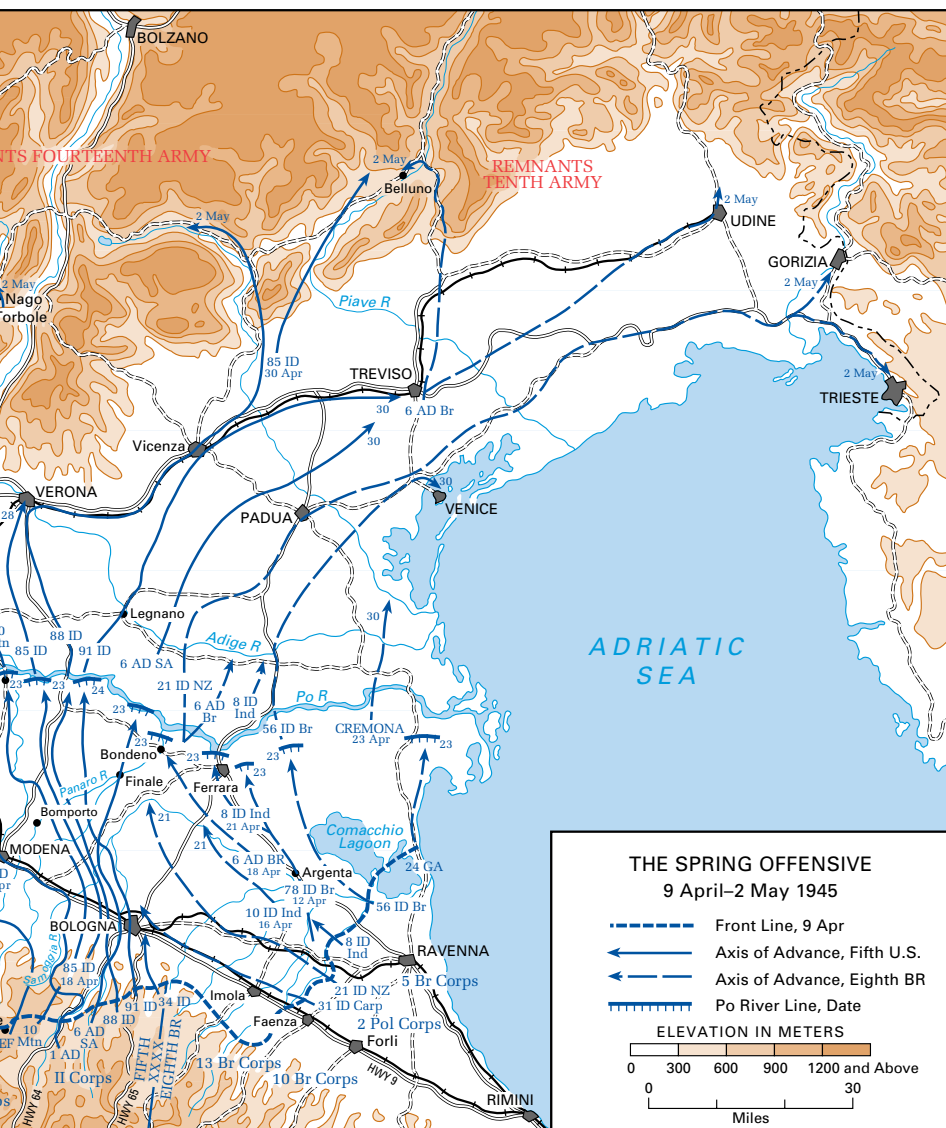 BOLZANO
NTS FOURTEENTH ARMY
2 May
Belluno
REMNANTS
TENTH ARMY
2 May
2 May
UDINE
GORIZIA
2 May
2 May
Nago
Torbole
Piave R
85 ID
30 Apr
TREVISO
30
6 AD Br
2 May
TRIESTE
Vicenza
30
VERONA
28
30
VENICE
PADUA
Legnano
30
88 ID
85 ID
91 ID
Adige R
6 AD SA
ADRIATIC
SEA
23
23
24
21 ID NZ
6 AD
Br
8 ID
Ind
Po R
23
56 ID Br
CREMONA
23 Apr
23
23
Bondeno
23
23
23
Ferrara
Panaro R
Finale
Bomporto
21
8 ID Ind
21 Apr
21
Comacchio
Lagoon
MODENA
6 AD BR
18 Apr
Argenta
24 GA
78 ID Br
12 Apr
56 ID Br
10 ID Ind
16 Apr
BOLOGNA
8 ID
Ind
RAVENNA
Samoggia R
85 ID
18 Apr
5 Br Corps
21 ID NZ
Imola
31 ID Carp
91 ID
34 ID
88 ID
Faenza
2 Pol Corps
10
Mtn
6 AD
SA
1 AD
Forli
II Corps
FIFTH
XXXX
EIGHTH BR
13 Br Corps
10 Br Corps
HWY 9
HWY 64
HWY 65
RIMINI
THE SPRING OFFENSIVE
9 April–2 May 1945
Front Line, 9 Apr
Axis of Advance, Fifth U.S.
Axis of Advance, Eighth BR
Po River Line, Date
ELEVATION IN METERS
0 300 600 900 1200 and Above
0 30
Miles